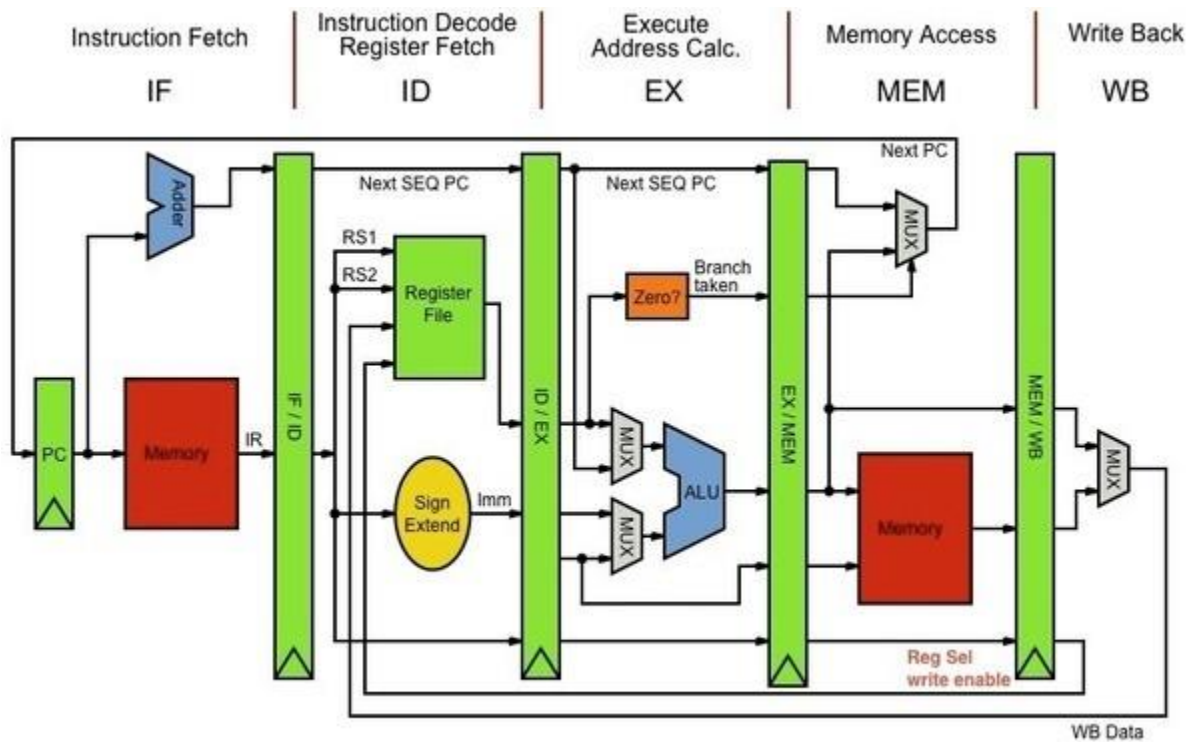 Instruction Fetch
IF
Instruction Decode
Register Fetch
ID
Execute
Address Calc.
EX
Memory Access
MEM
Write Back
WB
Next PC
Adder
Next SEQ PC
Next SEQ PC
MUX
RS1
RS2
Register
File
Branch
taken
Zero?
IF / ID
ID / EX
EX / MEM
MEM / WB
PC
Memory
IR
MUX
ALU
MUX
Sign
Extend
Imm
Memory
MUX
Reg Sel
write enable
WB Data